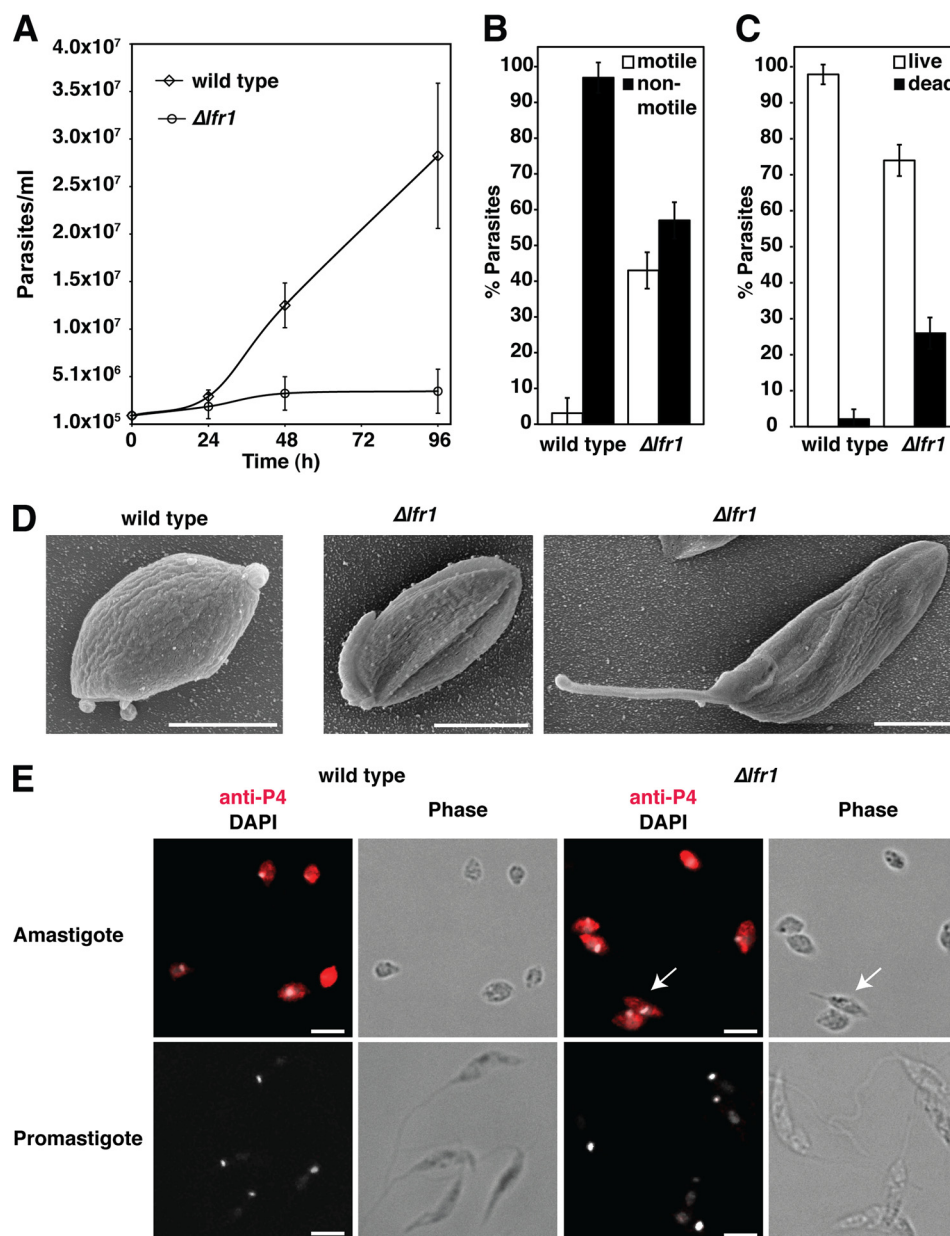 A
4.0x10⁷
3.5x10⁷
3.0x10⁷
2.5x10⁷
2.0x10⁷
1.5x10⁷
1.0x10⁷
5.1x10⁶
1.0x10⁵
Parasites/ml
wild type
Δlfr1
0 24 48 72 96
Time (h)
B
motile
non-
motile
100
90
80
70
60
50
40
30
20
10
0
% Parasites
wild type Δlfr1
C
live
dead
100
90
80
70
60
50
40
30
20
10
0
% Parasites
wild type Δlfr1
D
wild type Δlfr1 Δlfr1
E
wild type Δlfr1
anti-P4 Phase anti-P4 Phase
DAPI DAPI
Amastigote
Promastigote